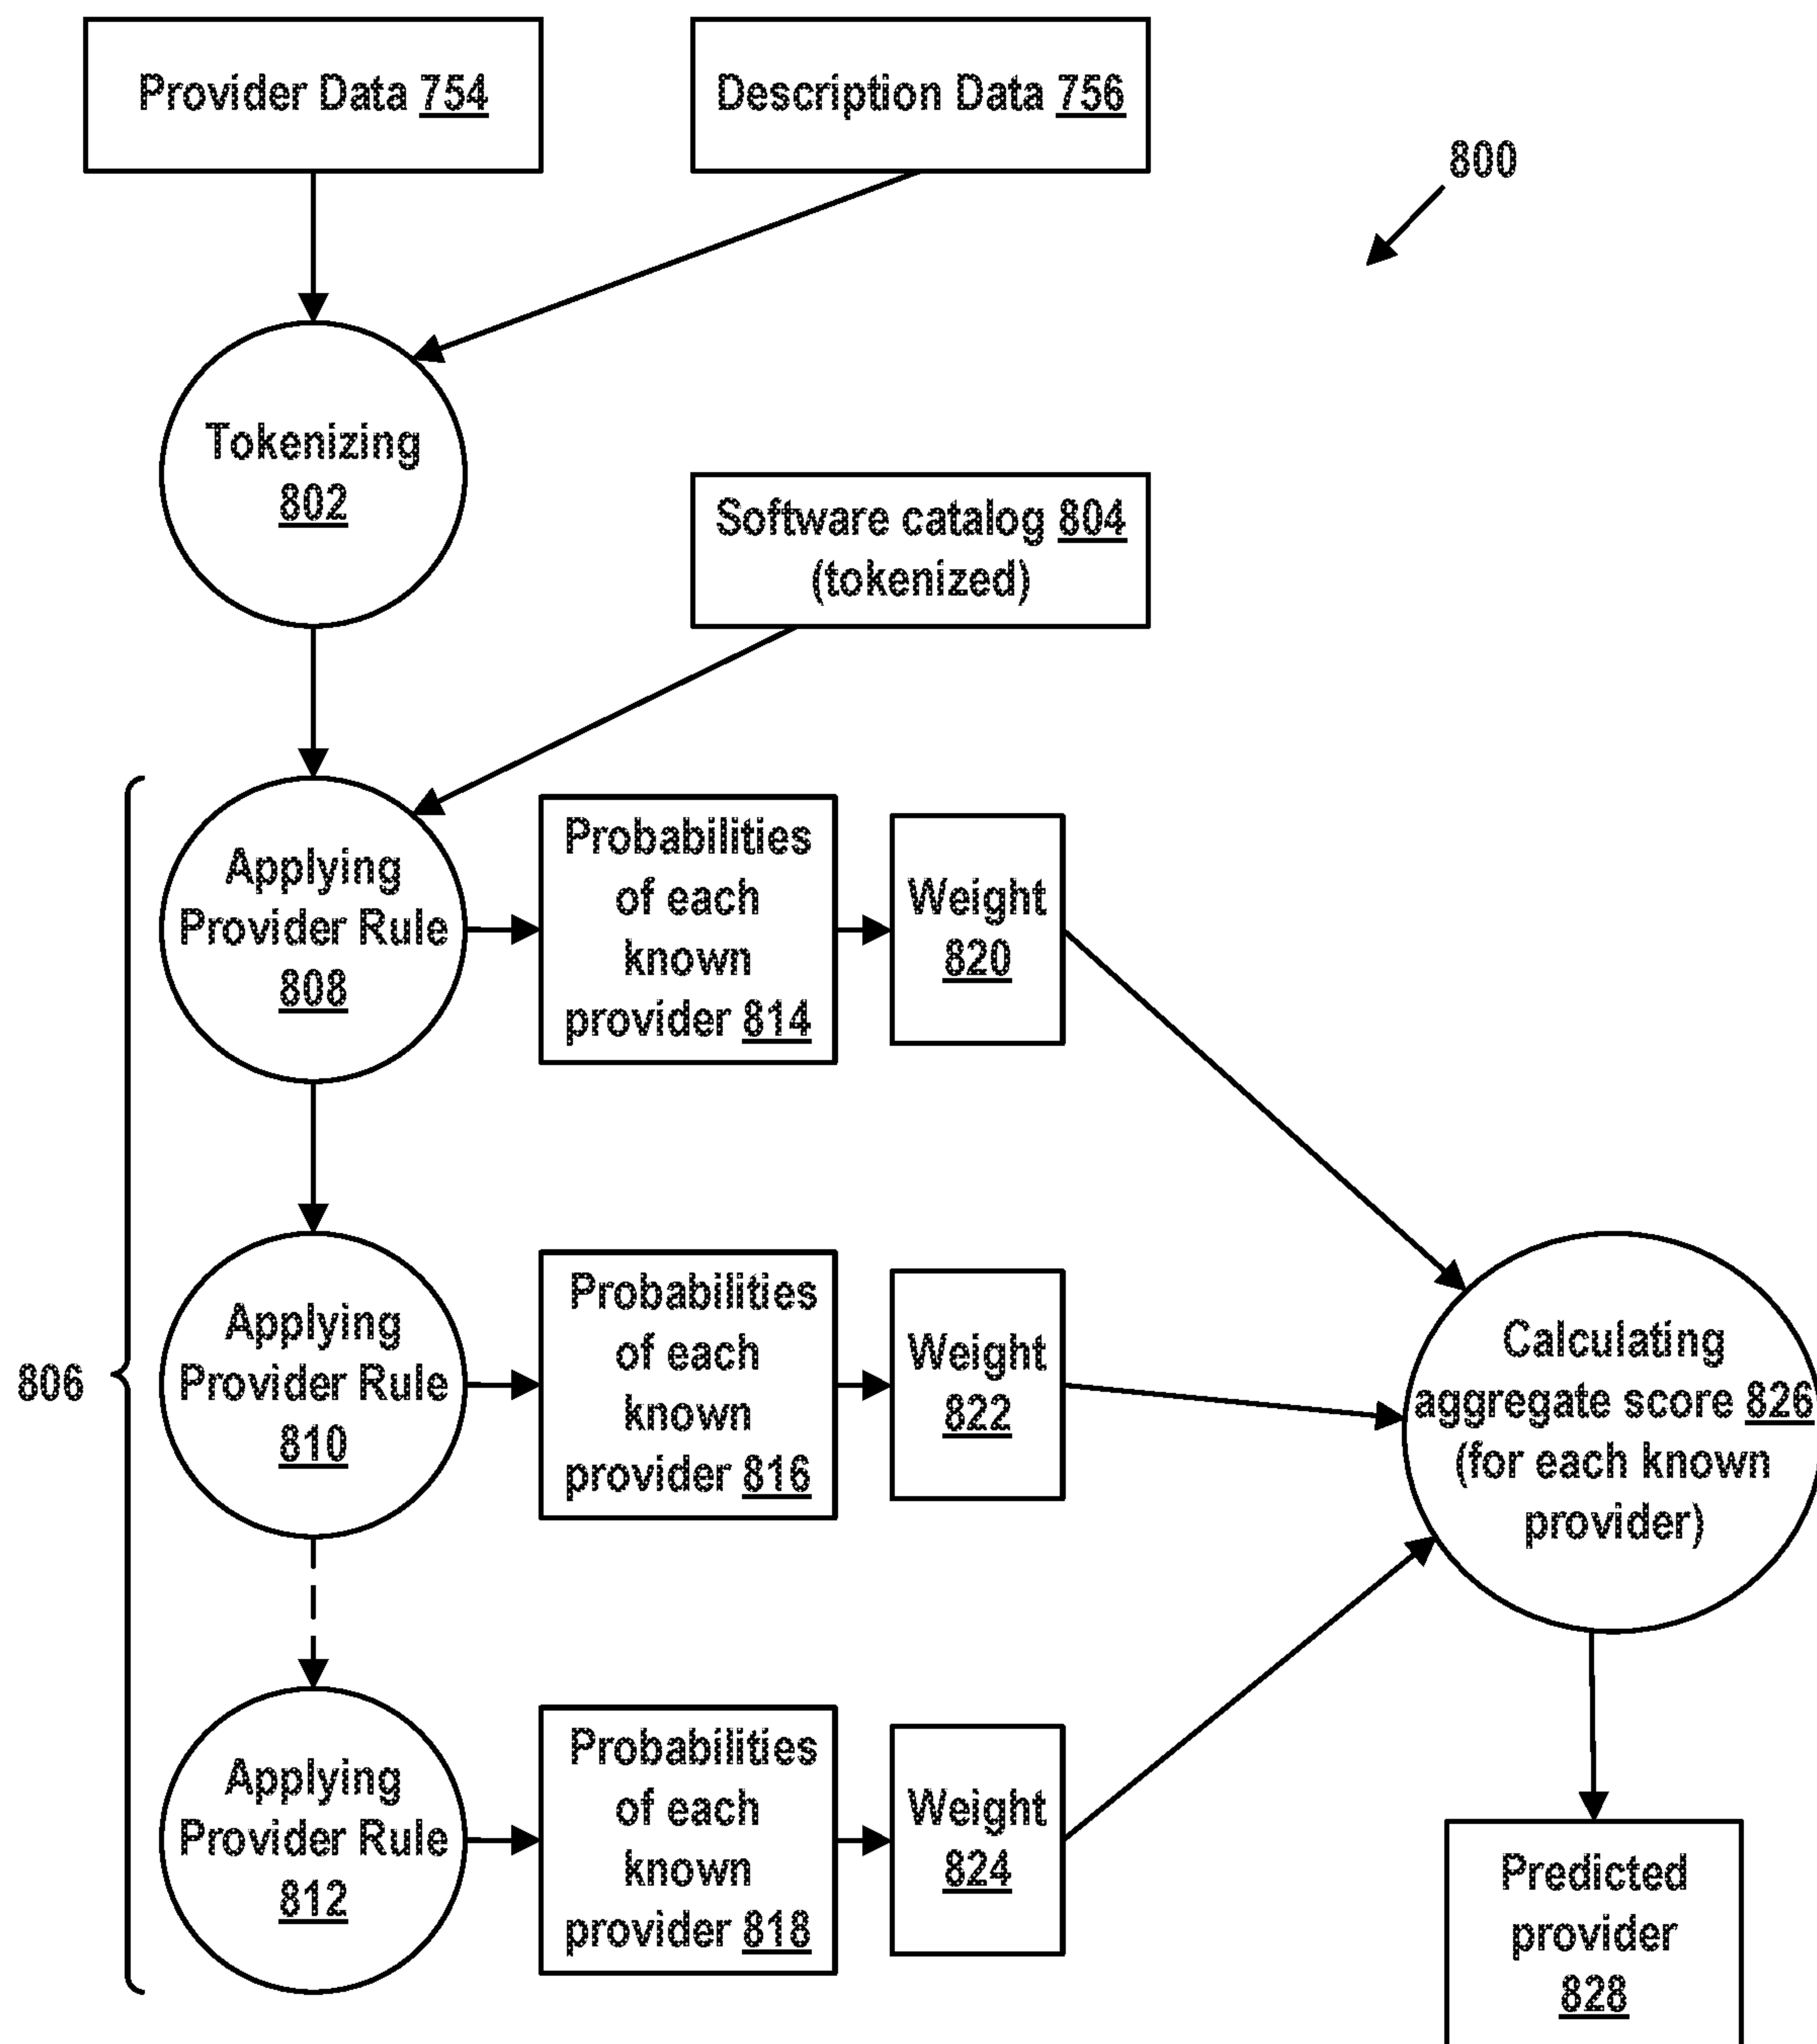 Provider Data 754
Description Data 756
800
Tokenizing
802
Software catalog 804
(tokenized)
806
Applying
Provider Rule
808
Probabilities
of each
known
provider 814
Weight
820
Applying
Provider Rule
810
Probabilities
of each
known
provider 816
Weight
822
Calculating
aggregate score 826
(for each known
provider)
Applying
Provider Rule
812
Probabilities
of each
known
provider 818
Weight
824
Predicted
provider
828